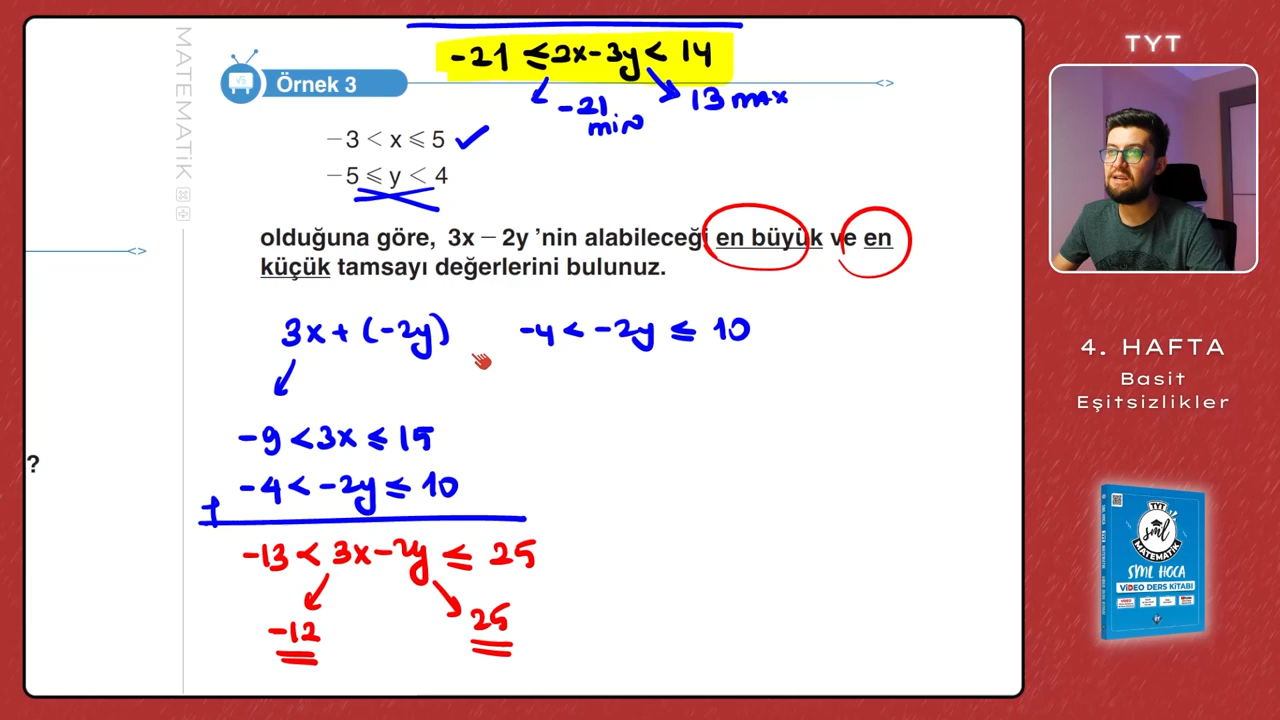 -21 ≤ 2x-3y < 14
-21 min
13 max
MATEMATİK
Örnek 3
−3 < x ⩽ 5
−5 ⩽ y < 4
olduğuna göre, 3x − 2y 'nin alabileceği en büyük ve en
küçük tamsayı değerlerini bulunuz.
3x + (-2y)
-4 < -2y ≤ 10
-9 < 3x ≤ 15
-4 < -2y ≤ 10
+
-13 < 3x-2y ≤ 25
-12
25
?
TYT
4. HAFTA
Basit
Eşitsizlikler
TYT
sml
MATEMATİK
SML HOCA
VİDEO DERS KİTABI